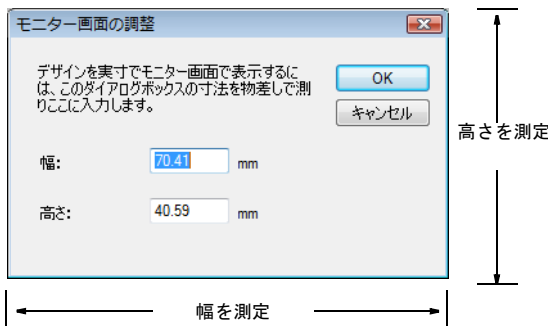 モニター画面の調整
デザインを実寸でモニター画面で表示するに
は、このダイアログボックスの寸法を物差しで測
りここに入力します。
OK
キャンセル
高さを測定
幅: 70.41 mm
高さ: 40.59 mm
幅を測定